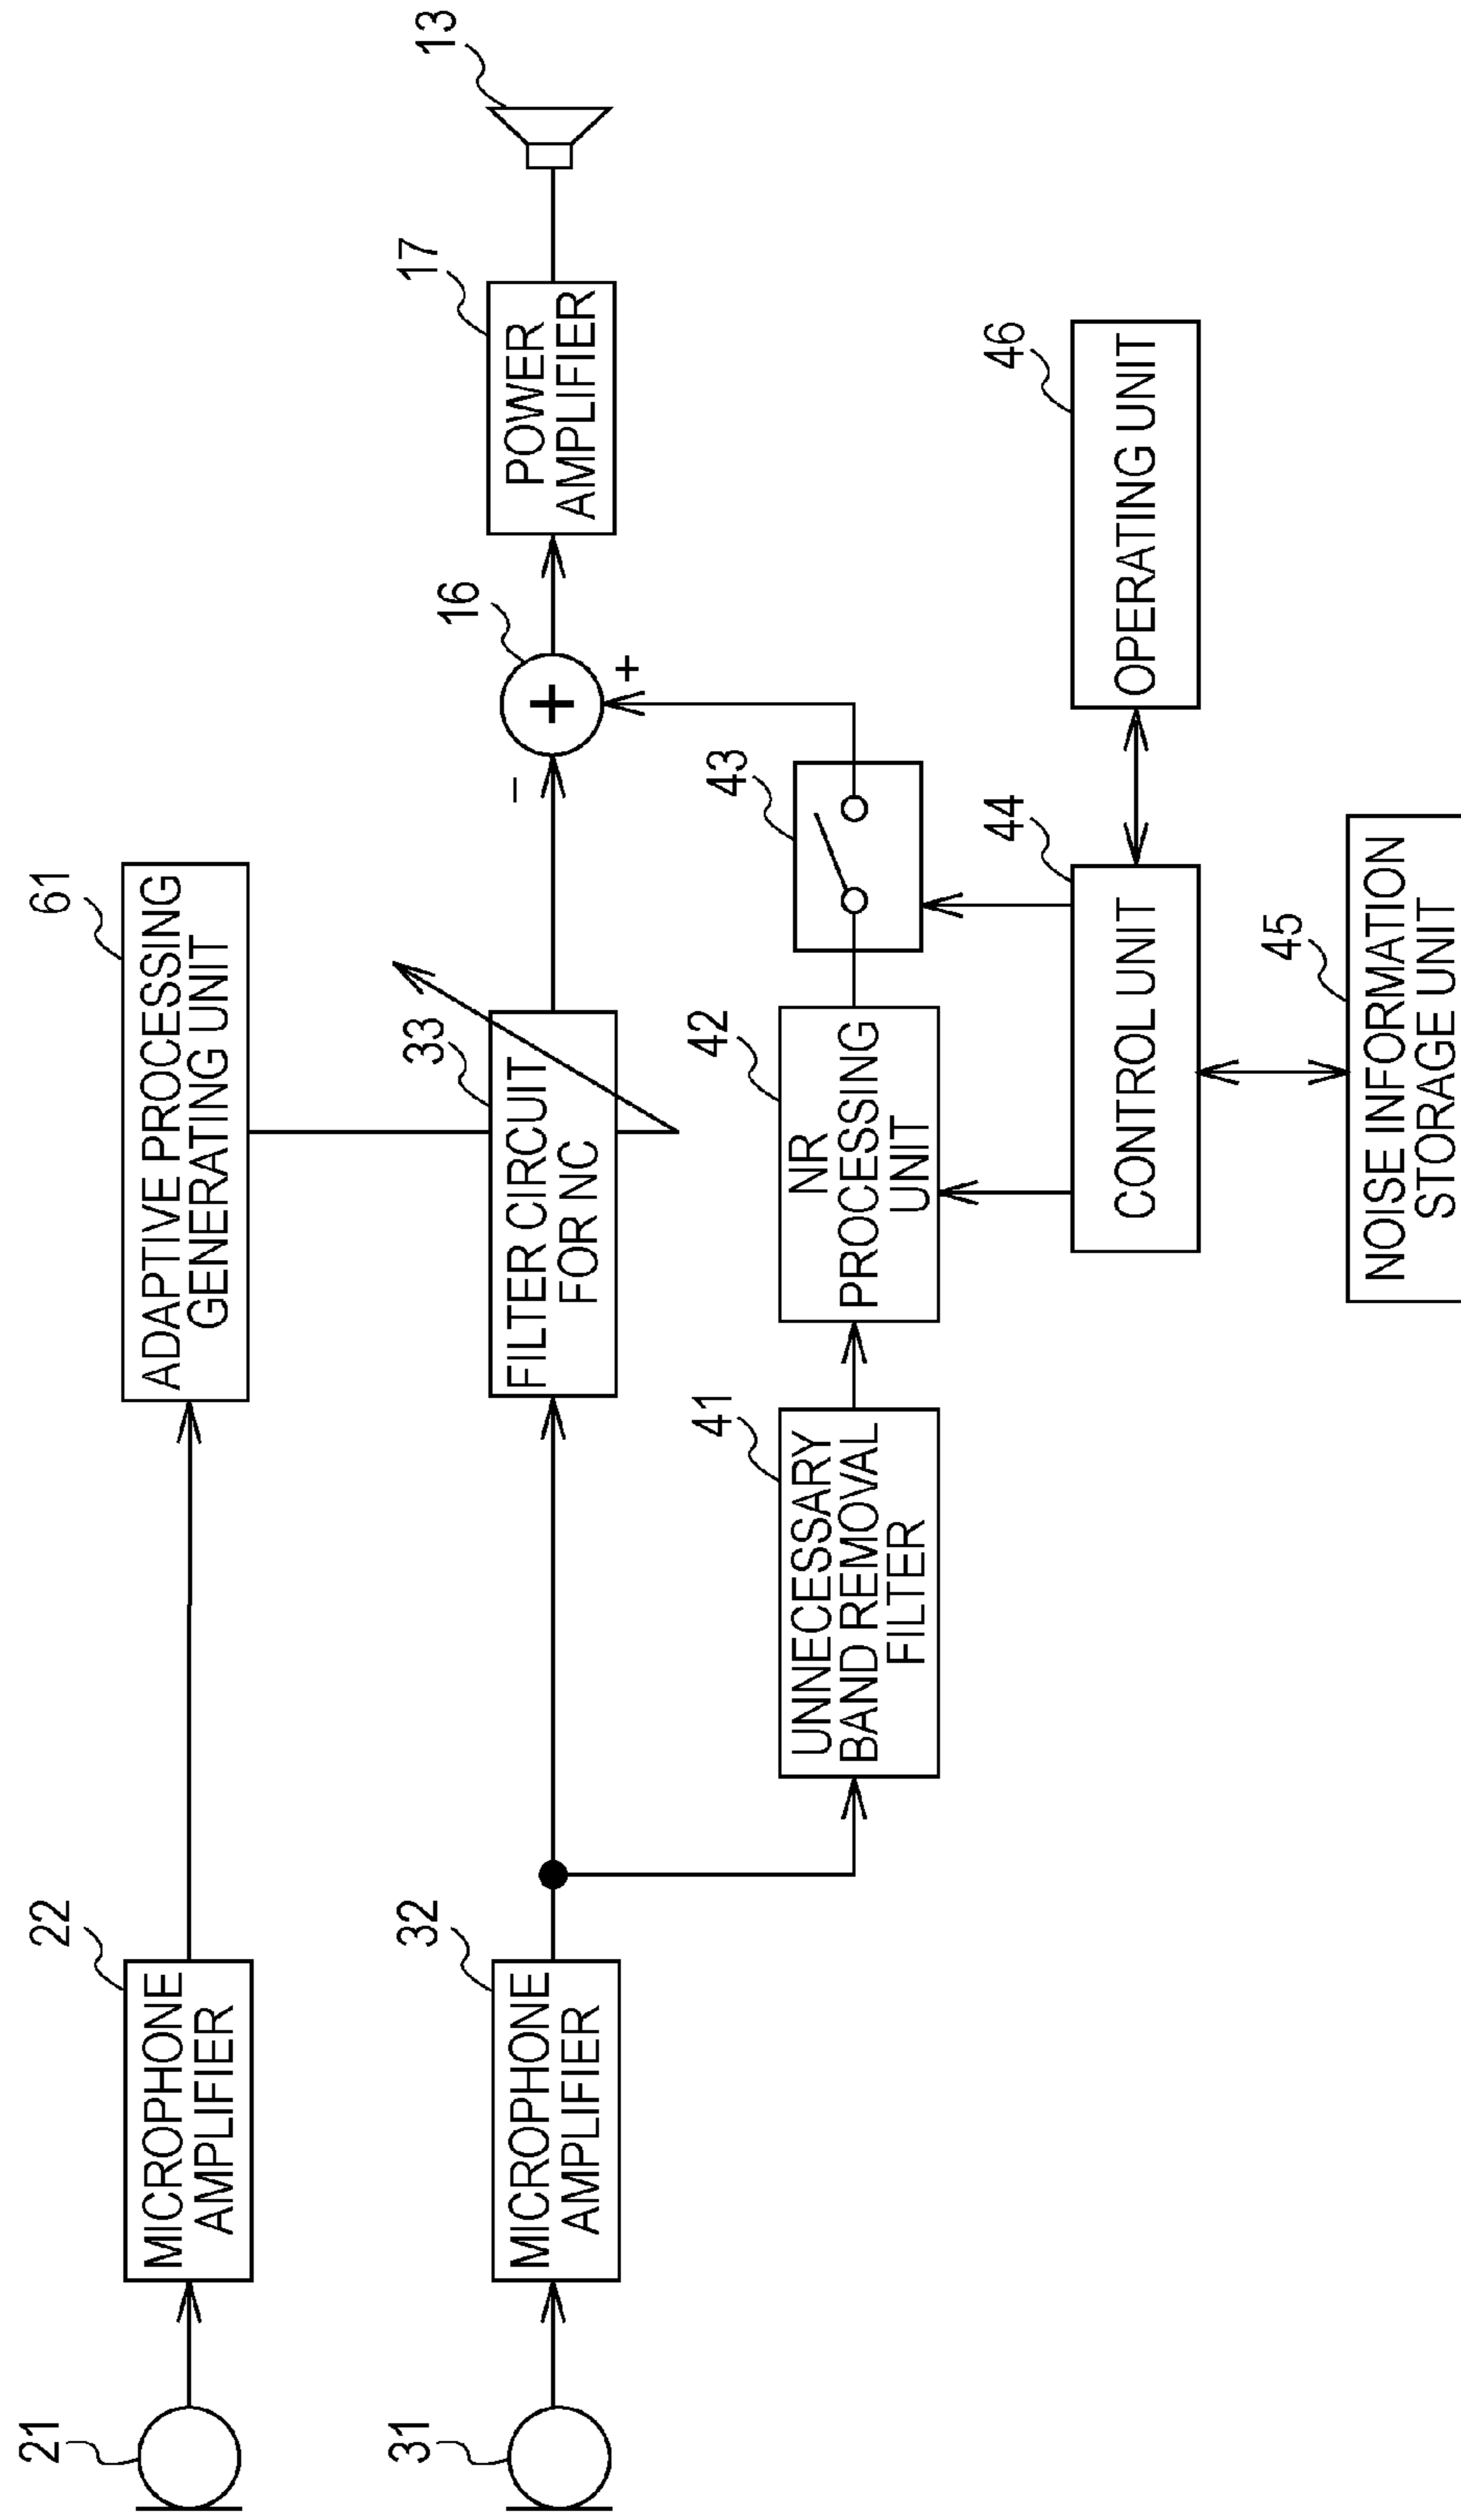 21
22
MICROPHONE
AMPLIFIER
61
ADAPTIVE PROCESSING
GENERATING UNIT
31
32
MICROPHONE
AMPLIFIER
33
FILTER CIRCUIT
FOR NC
−
16
+
+
17
POWER
AMPLIFIER
13
41
UNNECESSARY
BAND REMOVAL
FILTER
42
NR
PROCESSING
UNIT
43
44
CONTROL UNIT
46
OPERATING UNIT
45
NOISE INFORMATION
STORAGE UNIT